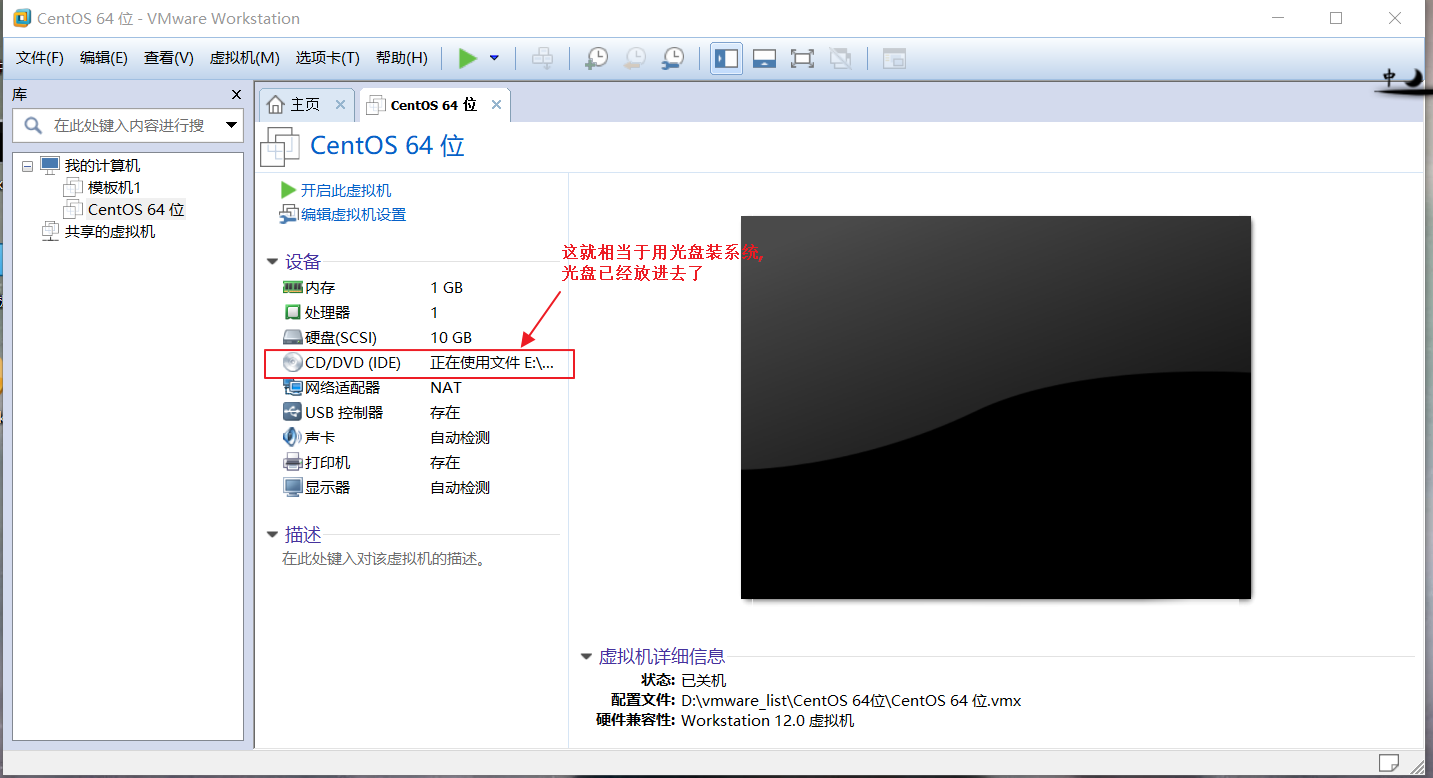 CentOS 64 位 - VMware Workstation
文件(F) 编辑(E) 查看(V) 虚拟机(M) 选项卡(T) 帮助(H)
中
库
在此处键入内容进行搜
我的计算机
模板机1
CentOS 64 位
共享的虚拟机
主页
CentOS 64 位
CentOS 64 位
开启此虚拟机
编辑虚拟机设置
这就相当于用光盘装系统,
光盘已经放进去了
设备
内存 1 GB
处理器 1
硬盘(SCSI) 10 GB
CD/DVD (IDE) 正在使用文件 E:\...
网络适配器 NAT
USB 控制器 存在
声卡 自动检测
打印机 存在
显示器 自动检测
描述
在此处键入对该虚拟机的描述。
虚拟机详细信息
状态: 已关机
配置文件: D:\vmware_list\CentOS 64位\CentOS 64 位.vmx
硬件兼容性: Workstation 12.0 虚拟机